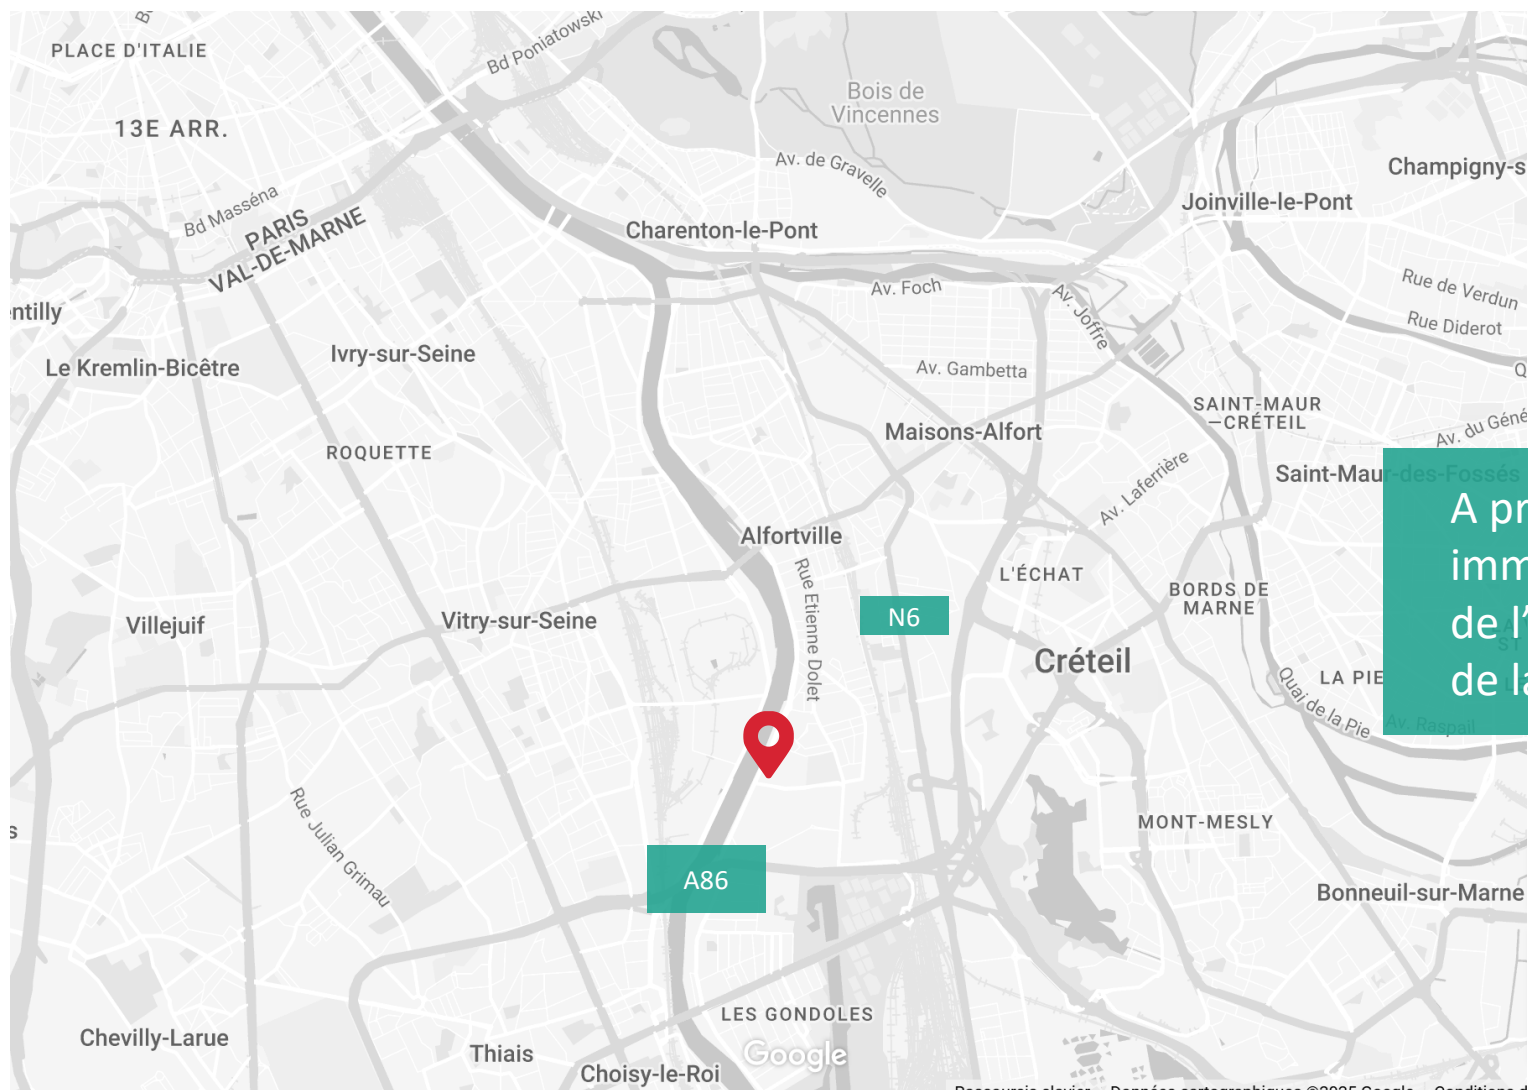 PLACE D'ITALIE
Bd Poniatowski
Bois de
Vincennes
13E ARR.
Av. de Gravelle
Champigny-s
Joinville-le-Pont
Bd Masséna
PARIS
VAL-DE-MARNE
Charenton-le-Pont
Av. Foch
Av. Joffre
Rue de Verdun
Rue Diderot
entilly
Le Kremlin-Bicêtre
Ivry-sur-Seine
Av. Gambetta
SAINT-MAUR
—CRÉTEIL
Av. du Géné
Maisons-Alfort
ROQUETTE
Av. Laferrière
Saint-Maur-des-Fossés
A pr
imm
de l’
de la
Alfortville
L'ÉCHAT
BORDS DE
MARNE
Rue Etienne Dolet
N6
Villejuif
Vitry-sur-Seine
Créteil
LA PIE
Quai de la Pie
Av. Raspail
Rue Julian Grimau
MONT-MESLY
A86
Bonneuil-sur-Marne
LES GONDOLES
Chevilly-Larue
Thiais
Choisy-le-Roi
Google